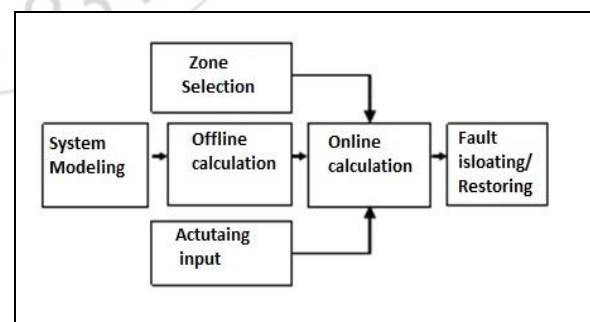 Zone
Selection
System
Modeling
Offline
calculation
Online
calculation
Fault
isloating/
Restoring
Actutaing
input